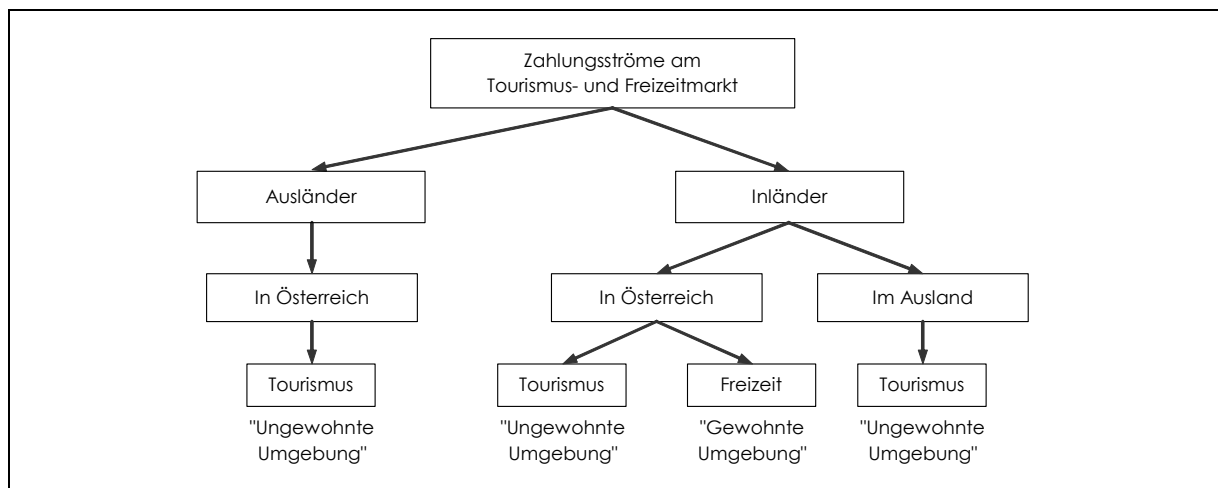 Zahlungsströme am
Tourismus- und Freizeitmarkt
Ausländer
Inländer
In Österreich
In Österreich
Im Ausland
Tourismus
Tourismus
Freizeit
Tourismus
"Ungewohnte
Umgebung"
"Ungewohnte
Umgebung"
"Gewohnte
Umgebung"
"Ungewohnte
Umgebung"